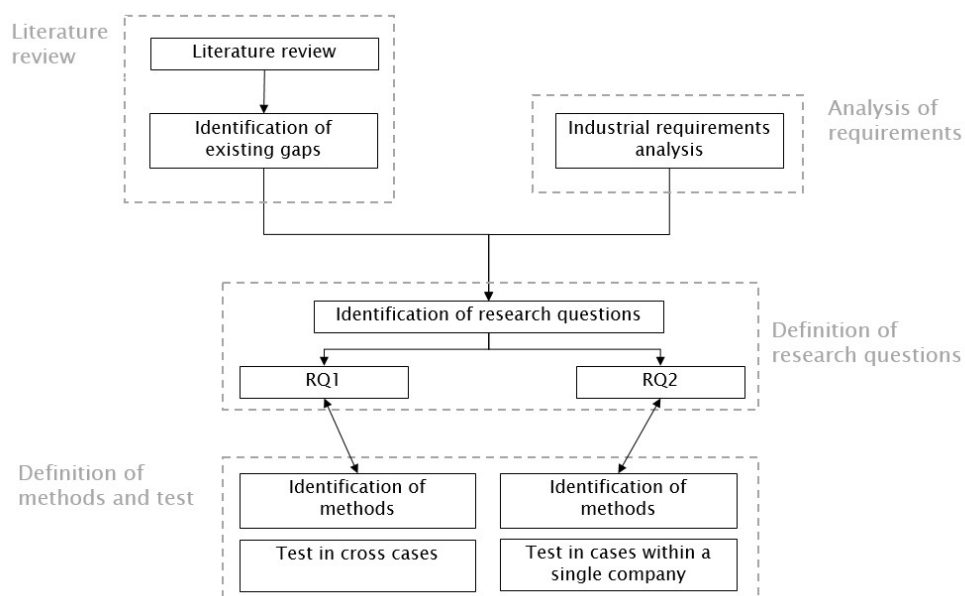 Literature
review
Literature review
Identification of
existing gaps
Industrial requirements
analysis
Analysis of
requirements
Identification of research questions
RQ1
RQ2
Definition of
research questions
Definition of
methods and test
Identification of
methods
Test in cross cases
Identification of
methods
Test in cases within a
single company